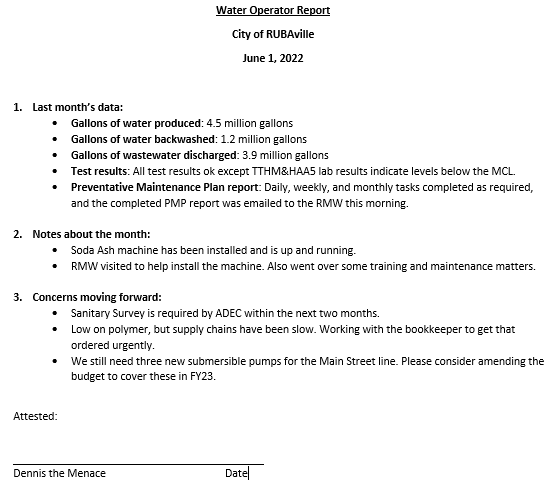 Water Operator Report
City of RUBAville
June 1, 2022
1. Last month's data:
• Gallons of water produced: 4.5 million gallons
• Gallons of water backwashed: 1.2 million gallons
• Gallons of wastewater discharged: 3.9 million gallons
• Test results: All test results ok except TTHM&HAA5 lab results indicate levels below the MCL.
• Preventative Maintenance Plan report: Daily, weekly, and monthly tasks completed as required,
and the completed PMP report was emailed to the RMW this morning.
2. Notes about the month:
• Soda Ash machine has been installed and is up and running.
• RMW visited to help install the machine. Also went over some training and maintenance matters.
3. Concerns moving forward:
• Sanitary Survey is required by ADEC within the next two months.
• Low on polymer, but supply chains have been slow. Working with the bookkeeper to get that
ordered urgently.
• We still need three new submersible pumps for the Main Street line. Please consider amending the
budget to cover these in FY23.
Attested:
Dennis the Menace Date